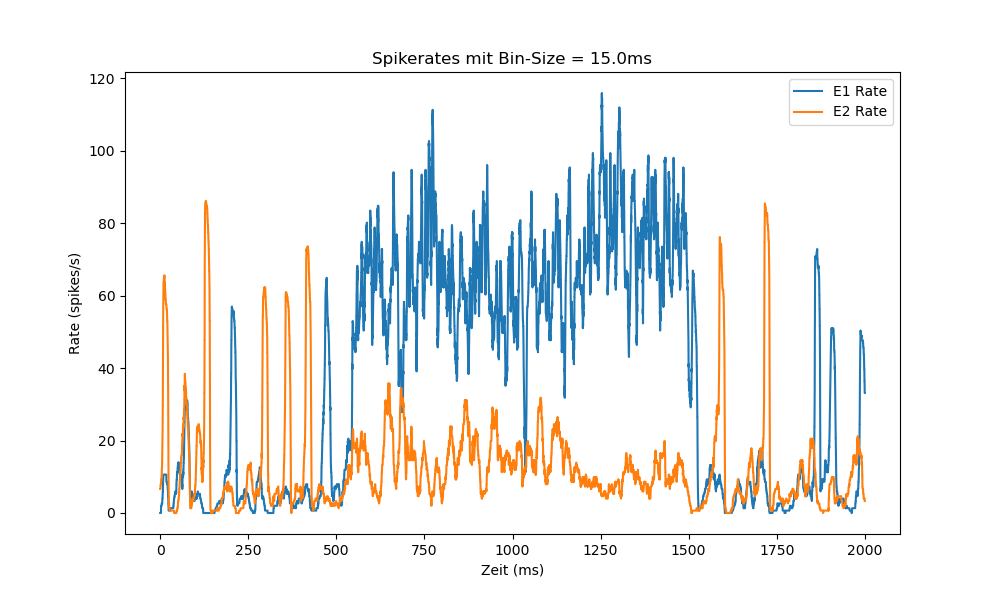 Spikerates mit Bin-Size = 15.0ms
E1 Rate
E2 Rate
120
100
80
60
40
20
0
Rate (spikes/s)
0 250 500 750 1000 1250 1500 1750 2000
Zeit (ms)